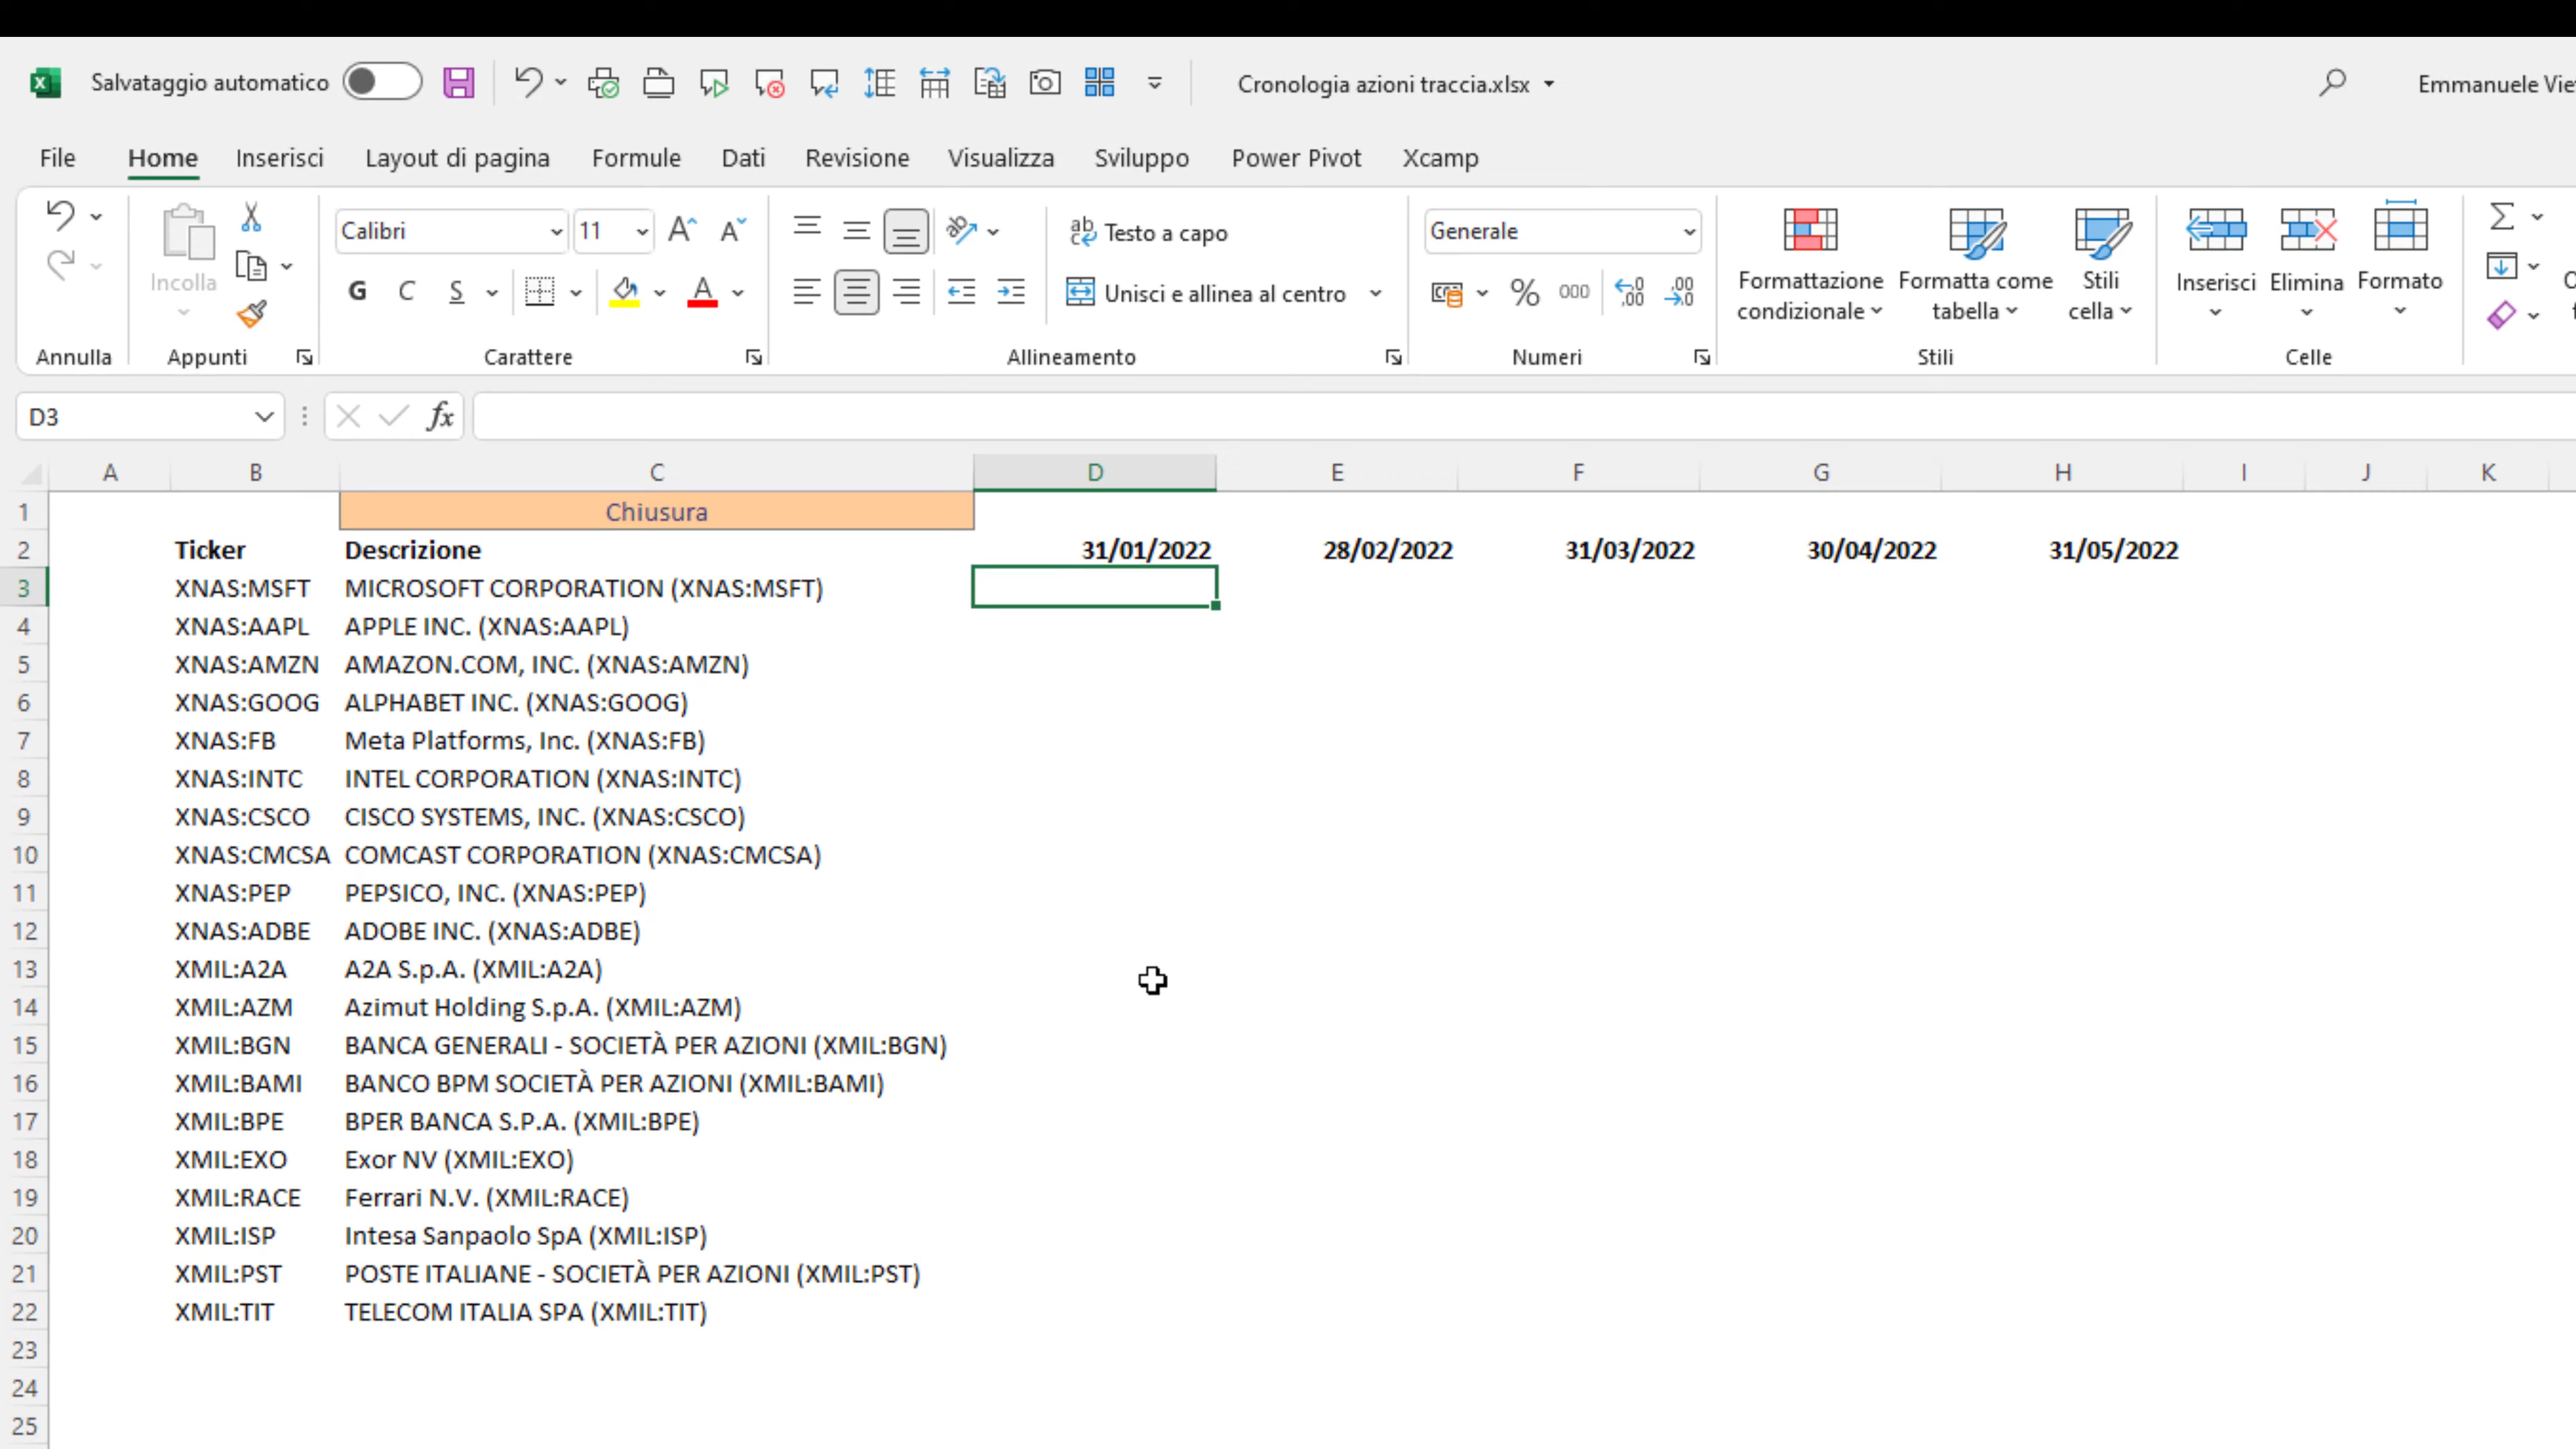 Salvataggio automatico
Cronologia azioni traccia.xlsx
Emmanuele Vie
File Home Inserisci Layout di pagina Formule Dati Revisione Visualizza Sviluppo Power Pivot Xcamp
Incolla
Calibri 11
G C S
ab
c
Testo a capo
Unisci e allinea al centro
Generale
% 000
Formattazione condizionale
Formatta come tabella
Stili cella
Inserisci
Elimina
Formato
Annulla Appunti Carattere Allineamento Numeri Stili Celle
D3
fx
A B C D E F G H I J K
1 Chiusura
2 Ticker Descrizione 31/01/2022 28/02/2022 31/03/2022 30/04/2022 31/05/2022
3 XNAS:MSFT MICROSOFT CORPORATION (XNAS:MSFT)
4 XNAS:AAPL APPLE INC. (XNAS:AAPL)
5 XNAS:AMZN AMAZON.COM, INC. (XNAS:AMZN)
6 XNAS:GOOG ALPHABET INC. (XNAS:GOOG)
7 XNAS:FB Meta Platforms, Inc. (XNAS:FB)
8 XNAS:INTC INTEL CORPORATION (XNAS:INTC)
9 XNAS:CSCO CISCO SYSTEMS, INC. (XNAS:CSCO)
10 XNAS:CMCSA COMCAST CORPORATION (XNAS:CMCSA)
11 XNAS:PEP PEPSICO, INC. (XNAS:PEP)
12 XNAS:ADBE ADOBE INC. (XNAS:ADBE)
13 XMIL:A2A A2A S.p.A. (XMIL:A2A)
14 XMIL:AZM Azimut Holding S.p.A. (XMIL:AZM)
15 XMIL:BGN BANCA GENERALI - SOCIETÀ PER AZIONI (XMIL:BGN)
16 XMIL:BAMI BANCO BPM SOCIETÀ PER AZIONI (XMIL:BAMI)
17 XMIL:BPE BPER BANCA S.P.A. (XMIL:BPE)
18 XMIL:EXO Exor NV (XMIL:EXO)
19 XMIL:RACE Ferrari N.V. (XMIL:RACE)
20 XMIL:ISP Intesa Sanpaolo SpA (XMIL:ISP)
21 XMIL:PST POSTE ITALIANE - SOCIETÀ PER AZIONI (XMIL:PST)
22 XMIL:TIT TELECOM ITALIA SPA (XMIL:TIT)
23
24
25